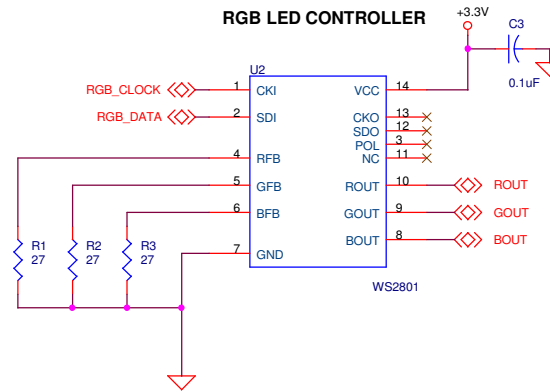 RGB LED CONTROLLER
+3.3V
C3
0.1uF
U2
RGB_CLOCK 1 CKI VCC 14
RGB_DATA 2 SDI CKO 13
SDO 12
POL 3
4 RFB NC 11
5 GFB ROUT 10 ROUT
6 BFB GOUT 9 GOUT
7 GND BOUT 8 BOUT
R1 R2 R3
27 27 27
WS2801